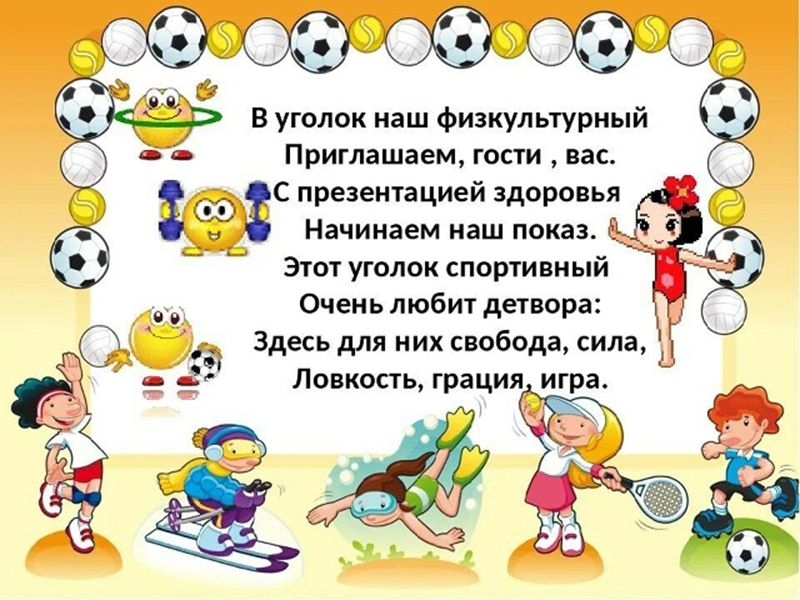 В уголок наш физкультурный
Приглашаем, гости , вас.
С презентацией здоровья
Начинаем наш показ.
Этот уголок спортивный
Очень любит детвора:
Здесь для них свобода, сила,
Ловкость, грация, игра.